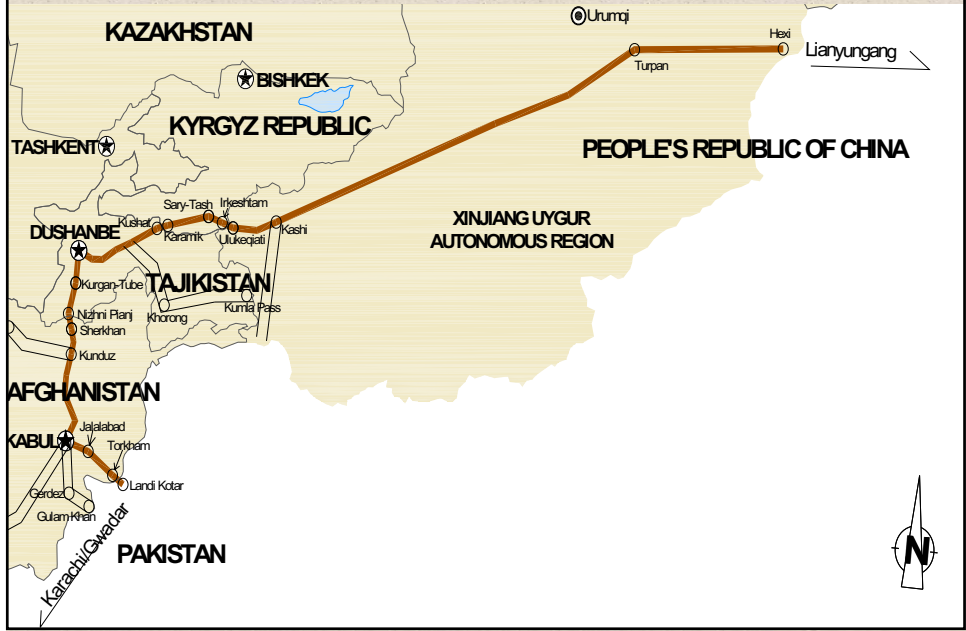 Urumqi
KAZAKHSTAN
Hexi
Lianyungang
Turpan
BISHKEK
KYRGYZ REPUBLIC
TASHKENT
PEOPLE'S REPUBLIC OF CHINA
Sary-Tash
Irkeshtam
Kushat
Karamik
Ulukeqiati
Kashi
XINJIANG UYGUR
AUTONOMOUS REGION
DUSHANBE
TAJIKISTAN
Kurgan-Tube
Kumla Pass
Khorong
Nizhni Planj
Sherkhan
Kunduz
AFGHANISTAN
Jalalabad
KABUL
Torkham
Landi Kotar
Gerdez
Gulam Khan
Karachi/Gwadar
PAKISTAN
N